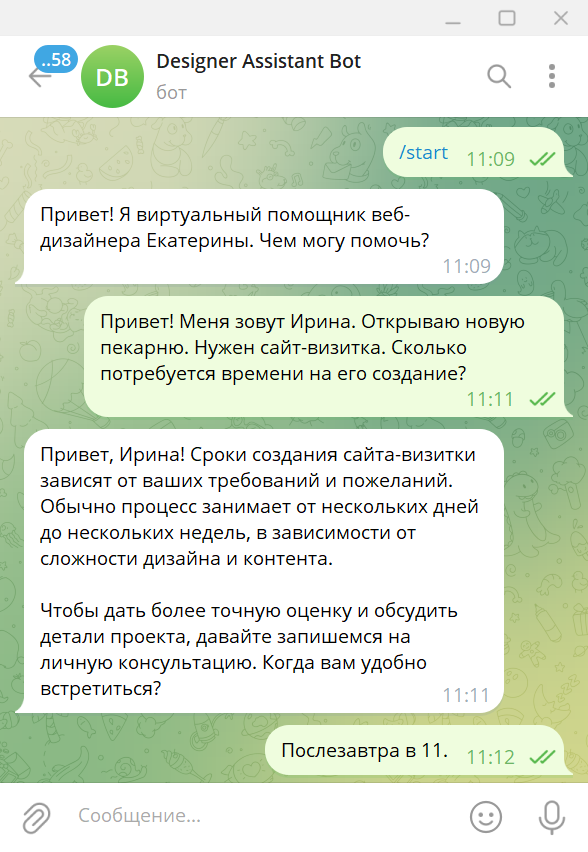 ..58
DB
Designer Assistant Bot
бот
/start 11:09
Привет! Я виртуальный помощник веб-
дизайнера Екатерины. Чем могу помочь?
11:09
Привет! Меня зовут Ирина. Открываю новую
пекарню. Нужен сайт-визитка. Сколько
потребуется времени на его создание?
11:11
Привет, Ирина! Сроки создания сайта-визитки
зависят от ваших требований и пожеланий.
Обычно процесс занимает от нескольких дней
до нескольких недель, в зависимости от
сложности дизайна и контента.
Чтобы дать более точную оценку и обсудить
детали проекта, давайте запишемся на
личную консультацию. Когда вам удобно
встретиться?
11:11
Послезавтра в 11. 11:12
Сообщение...